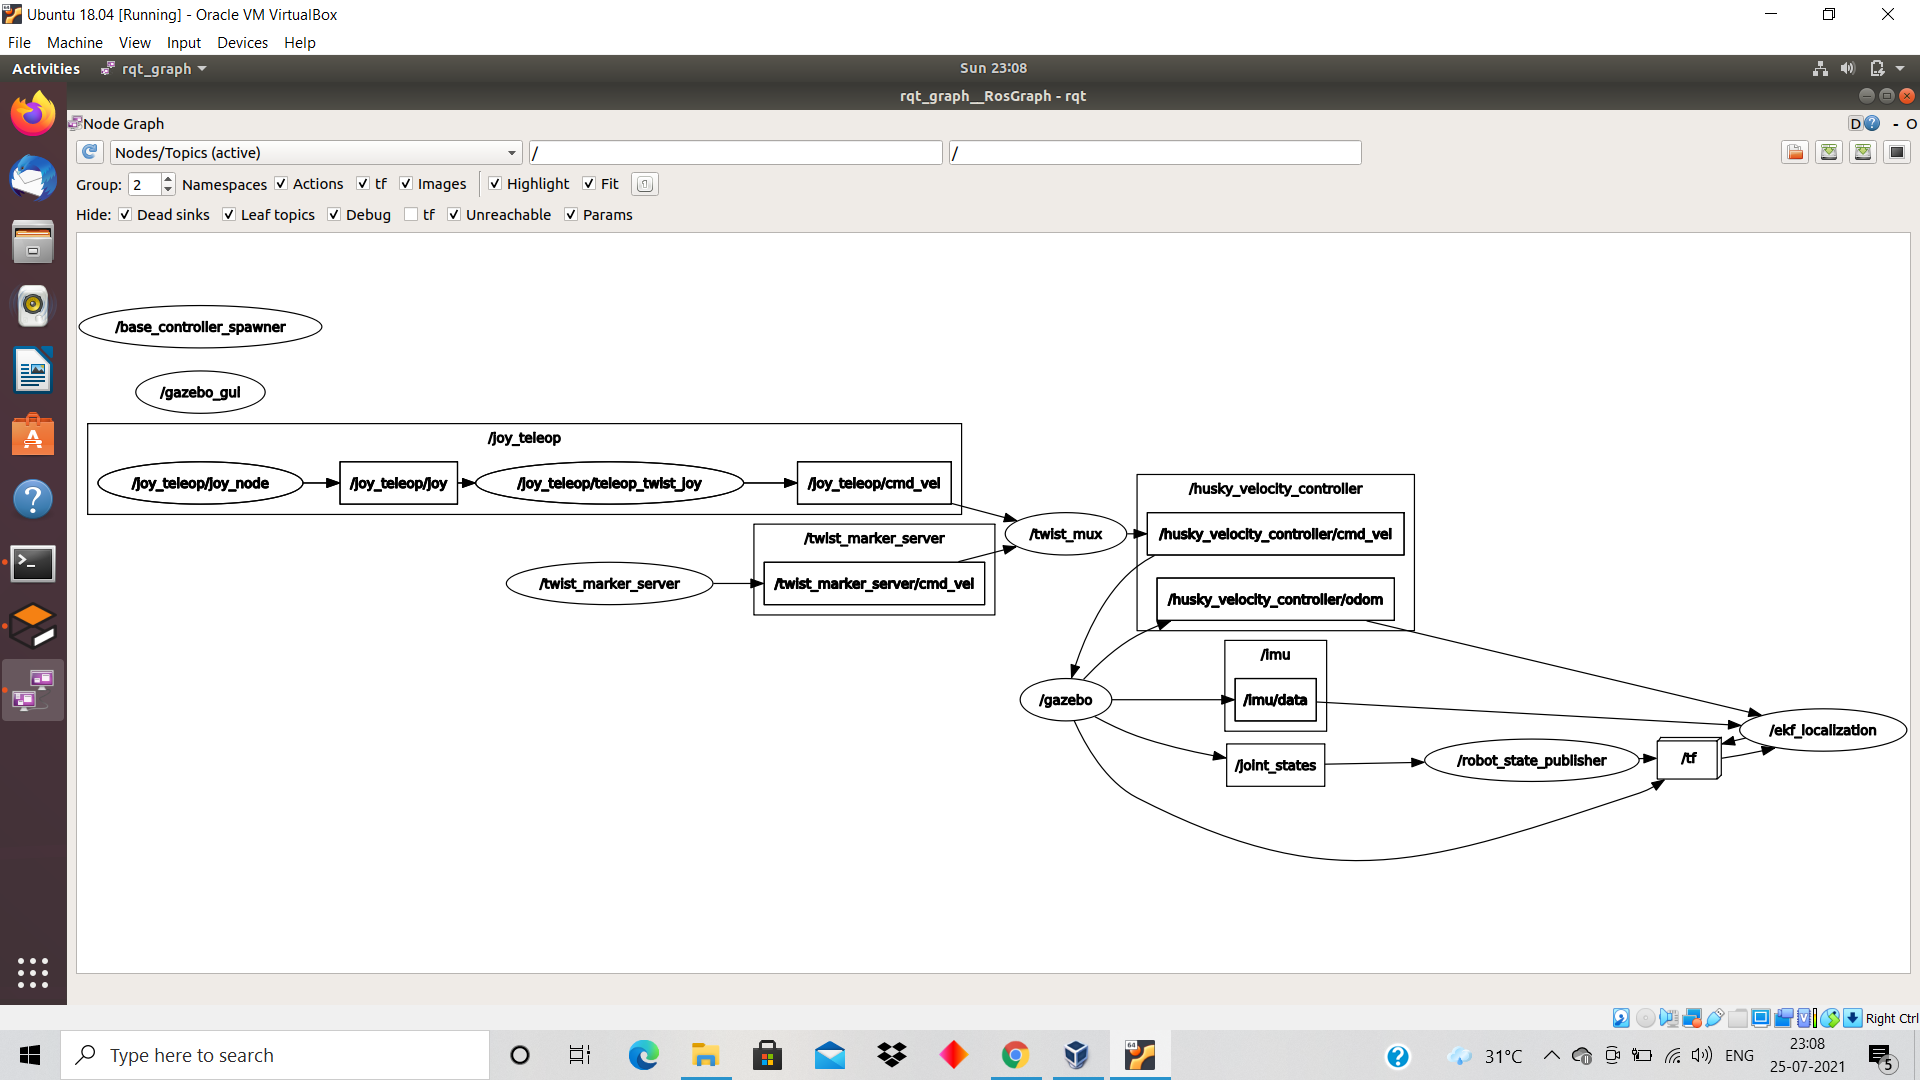 Ubuntu 18.04 [Running] - Oracle VM VirtualBox
File Machine View Input Devices Help
Activities rqt_graph Sun 23:08
rqt_graph__RosGraph - rqt
Node Graph D - O
Nodes/Topics (active) / /
Group: 2 Namespaces Actions tf Images Highlight Fit
Hide: Dead sinks Leaf topics Debug tf Unreachable Params
/base_controller_spawner
/gazebo_gui
/joy_teleop
/joy_teleop/joy_node /joy_teleop/joy /joy_teleop/teleop_twist_joy /joy_teleop/cmd_vel
/husky_velocity_controller
/twist_mux /husky_velocity_controller/cmd_vel
/twist_marker_server
/twist_marker_server /twist_marker_server/cmd_vel
/husky_velocity_controller/odom
/imu
/gazebo /imu/data
/ekf_localization
/joint_states /robot_state_publisher /tf
Right Ctrl
Type here to search
31°C ENG
23:08
25-07-2021
5
64